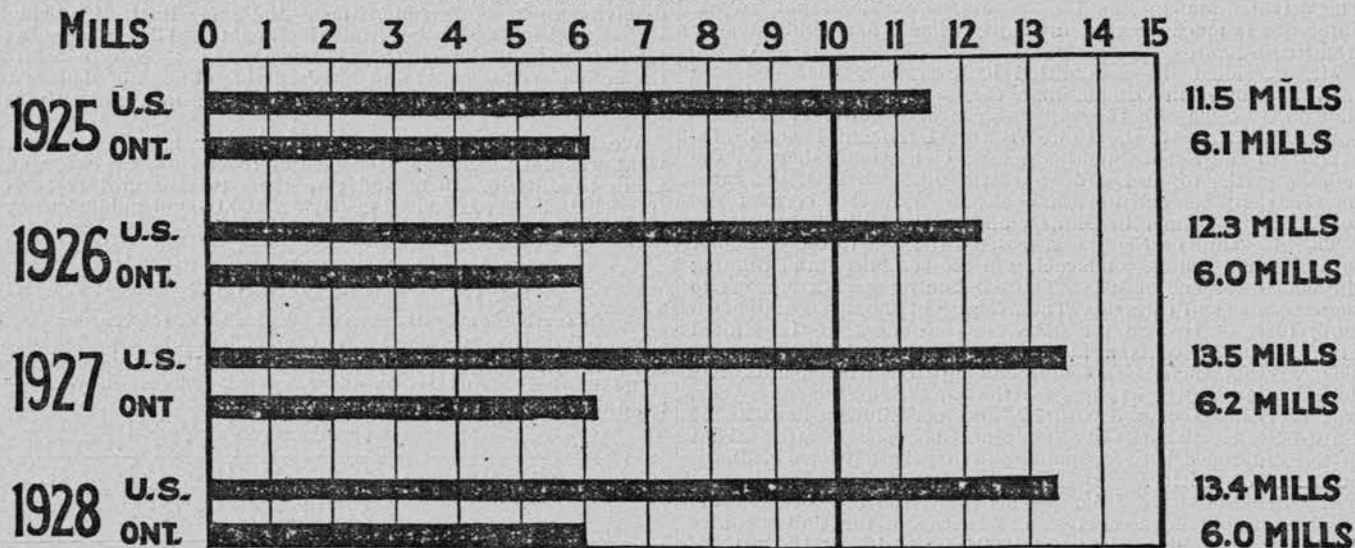 MILLS 0 1 2 3 4 5 6 7 8 9 10 11 12 13 14 15
1925 U.S. 11.5 MILLS
ONT. 6.1 MILLS
1926 U.S. 12.3 MILLS
ONT. 6.0 MILLS
1927 U.S. 13.5 MILLS
ONT 6.2 MILLS
1928 U.S. 13.4 MILLS
ONT. 6.0 MILLS